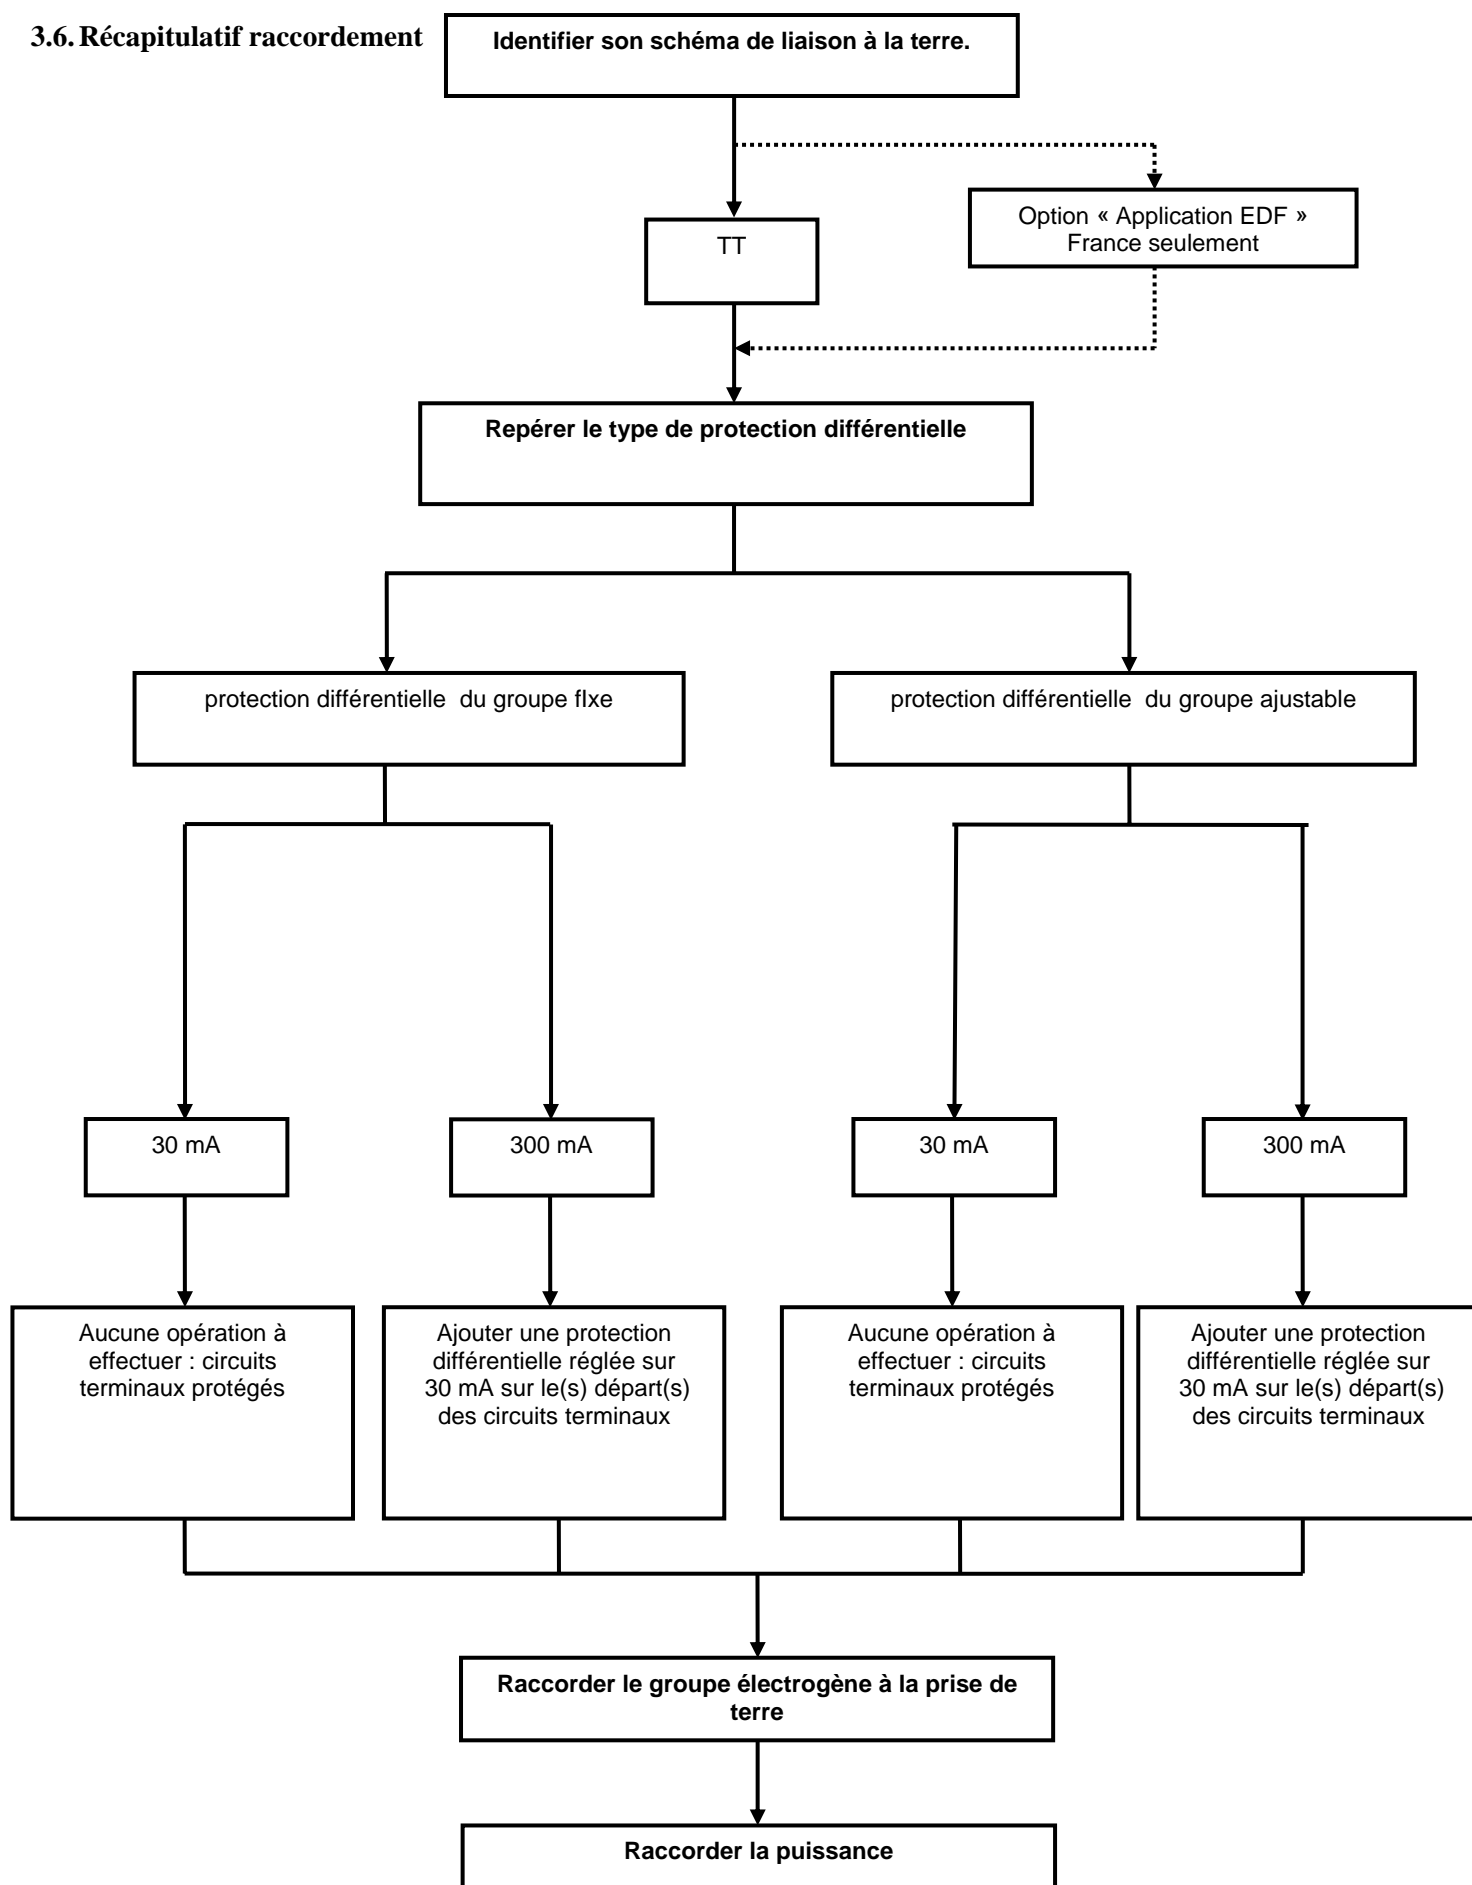 3.6. Récapitulatif raccordement
Identifier son schéma de liaison à la terre.
Option « Application EDF »
France seulement
TT
Repérer le type de protection différentielle
protection différentielle du groupe fIxe
protection différentielle du groupe ajustable
30 mA
300 mA
30 mA
300 mA
Aucune opération à
effectuer : circuits
terminaux protégés
Ajouter une protection
différentielle réglée sur
30 mA sur le(s) départ(s)
des circuits terminaux
Aucune opération à
effectuer : circuits
terminaux protégés
Ajouter une protection
différentielle réglée sur
30 mA sur le(s) départ(s)
des circuits terminaux
Raccorder le groupe électrogène à la prise de
terre
Raccorder la puissance